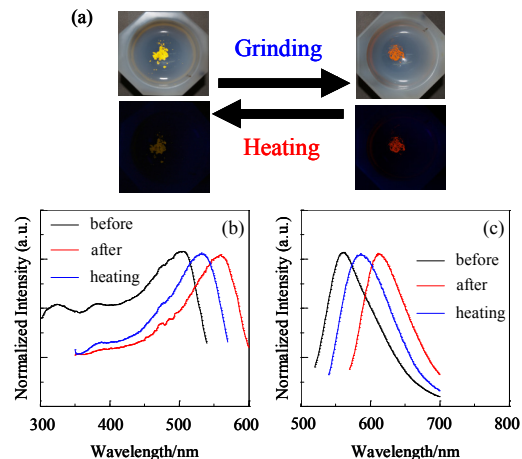 (a)
Grinding
Heating
(b)
before
after
heating
Normalized Intensity (a.u.)
300 400 500 600
Wavelength/nm
(c)
before
after
heating
Normalized Intensity (a.u.)
500 600 700 800
Wavelength/nm